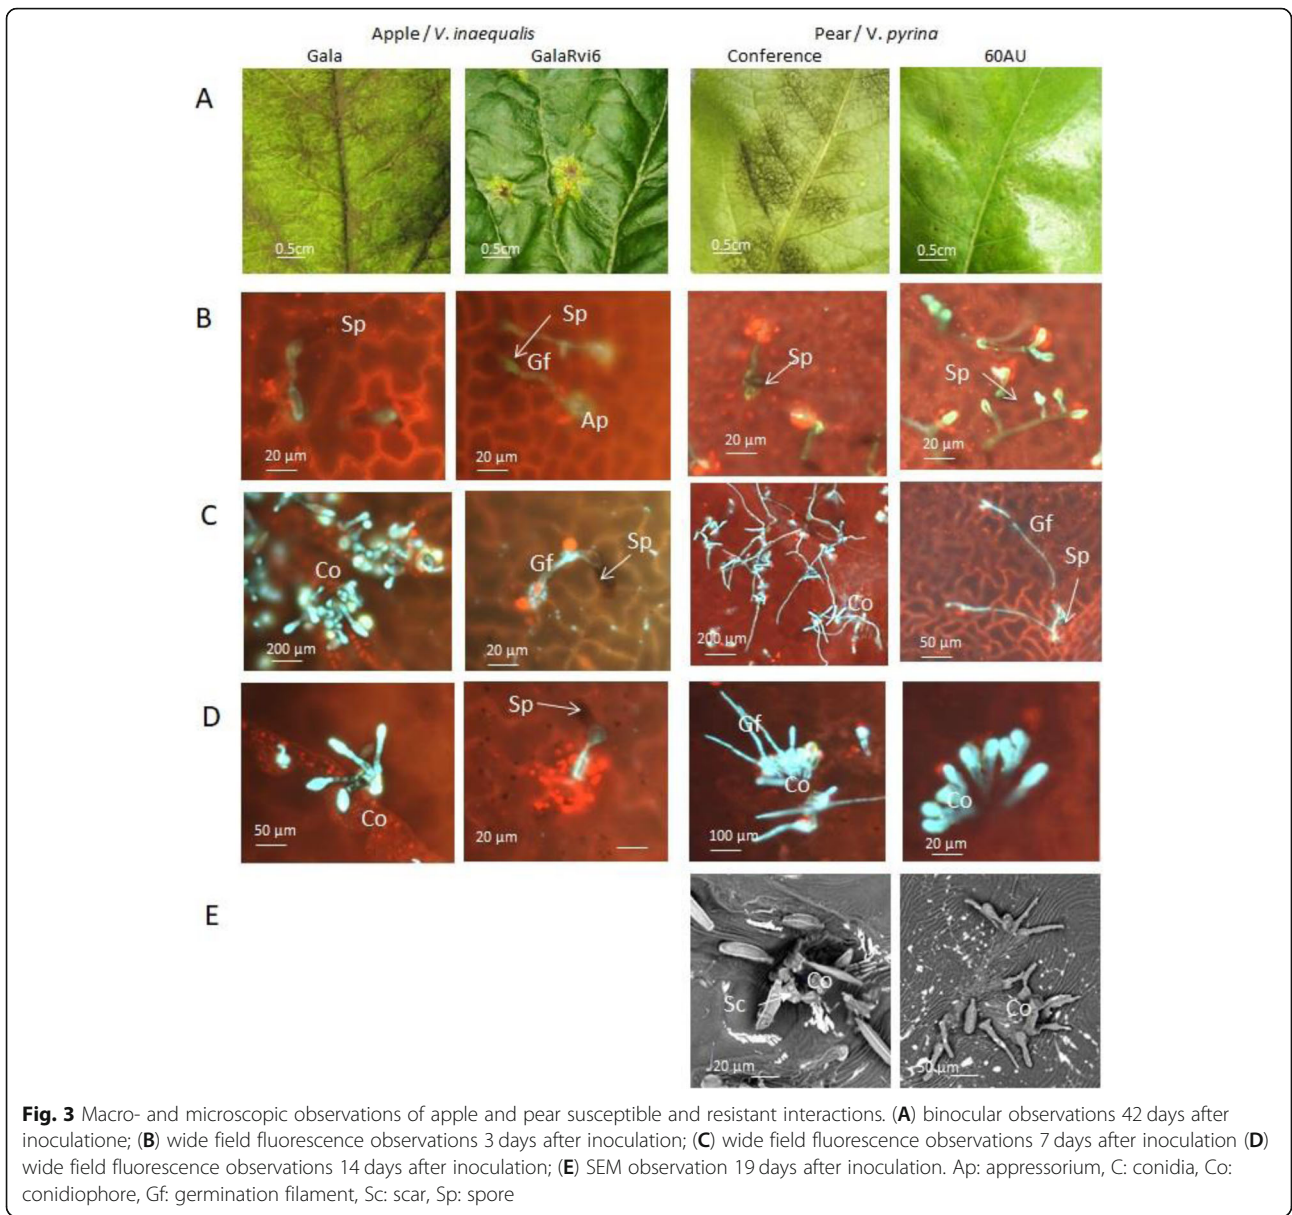 Apple / V. inaequalis Pear / V. pyrina
Gala GalaRvi6 Conference 60AU
A
0.5cm 0.5cm 0.5cm 0.5cm
B
Sp Sp Gf Ap Sp Sp
20 µm 20 µm 20 µm 20 µm
C
Co Gf Sp Co Gf Sp
200 µm 20 µm 200 µm 50 µm
D
Co Sp Gf Co Co
50 µm 20 µm 100 µm 20 µm
E
Co Sc Co
20 µm 50 µm
Fig. 3 Macro- and microscopic observations of apple and pear susceptible and resistant interactions. (A) binocular observations 42 days after
inoculatione; (B) wide field fluorescence observations 3 days after inoculation; (C) wide field fluorescence observations 7 days after inoculation (D)
wide field fluorescence observations 14 days after inoculation; (E) SEM observation 19 days after inoculation. Ap: appressorium, C: conidia, Co:
conidiophore, Gf: germination filament, Sc: scar, Sp: spore